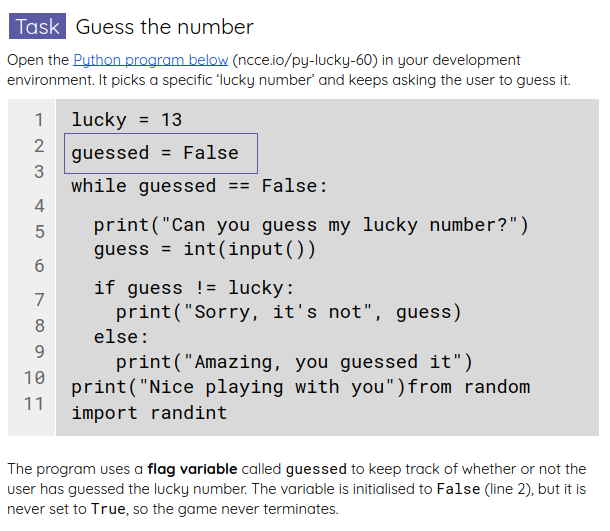 Task Guess the number
Open the Python program below (ncce.io/py-lucky-60) in your development
environment. It picks a specific ‘lucky number’ and keeps asking the user to guess it.
1 lucky = 13
2 guessed = False
3 while guessed == False:
4 print("Can you guess my lucky number?")
5 guess = int(input())
6 if guess != lucky:
7 print("Sorry, it's not", guess)
8 else:
9 print("Amazing, you guessed it")
10 print("Nice playing with you")from random
11 import randint
The program uses a flag variable called guessed to keep track of whether or not the
user has guessed the lucky number. The variable is initialised to False (line 2), but it is
never set to True, so the game never terminates.